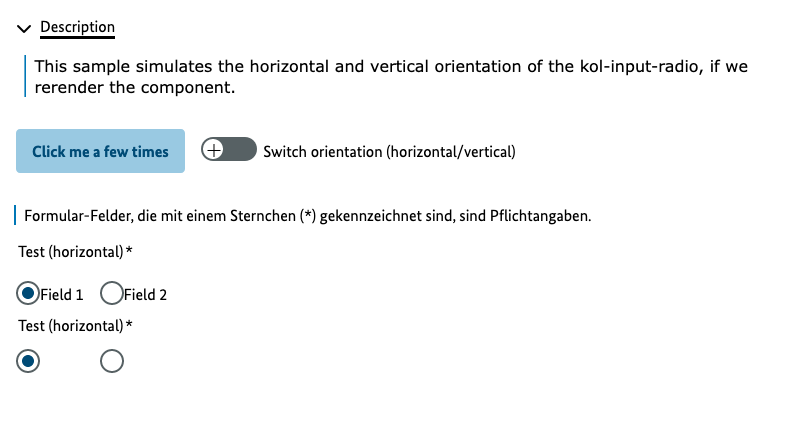 Description
This sample simulates the horizontal and vertical orientation of the kol-input-radio, if we
rerender the component.
Click me a few times
Switch orientation (horizontal/vertical)
Formular-Felder, die mit einem Sternchen (*) gekennzeichnet sind, sind Pflichtangaben.
Test (horizontal)*
Field 1 Field 2
Test (horizontal)*